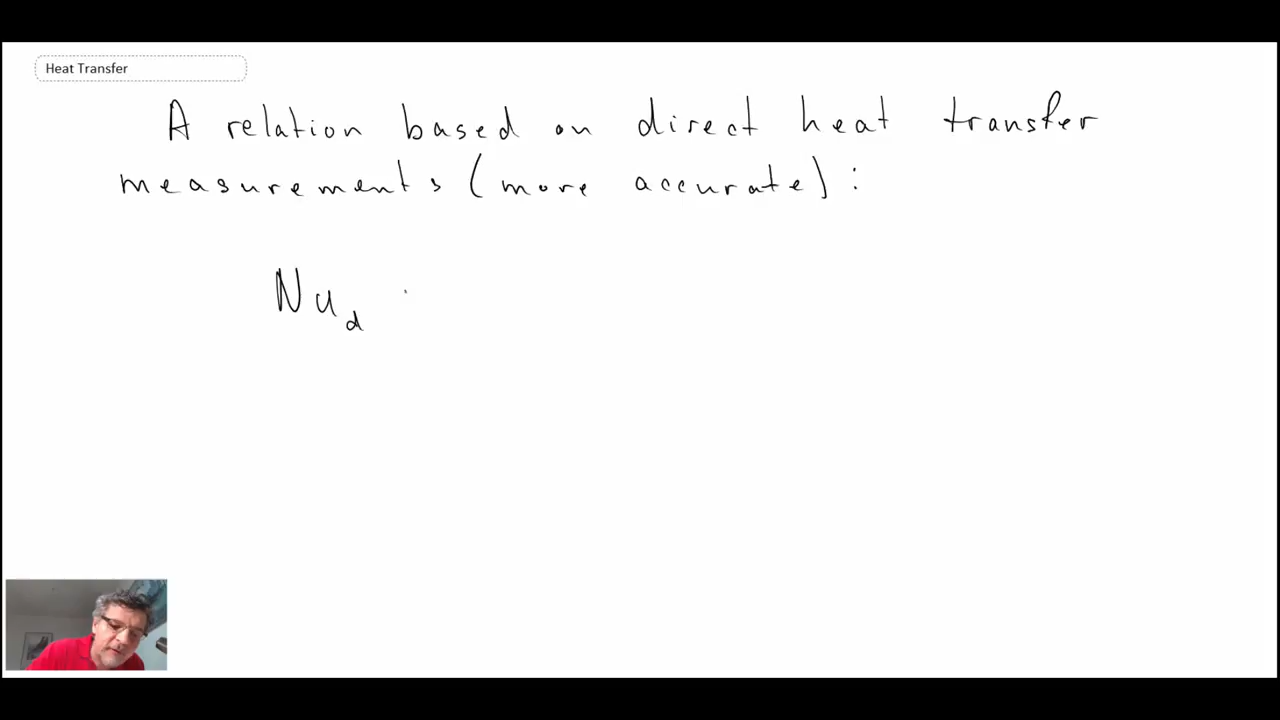 Heat Transfer
A relation based on direct heat transfer
measurements (more accurate) :
Nu_d